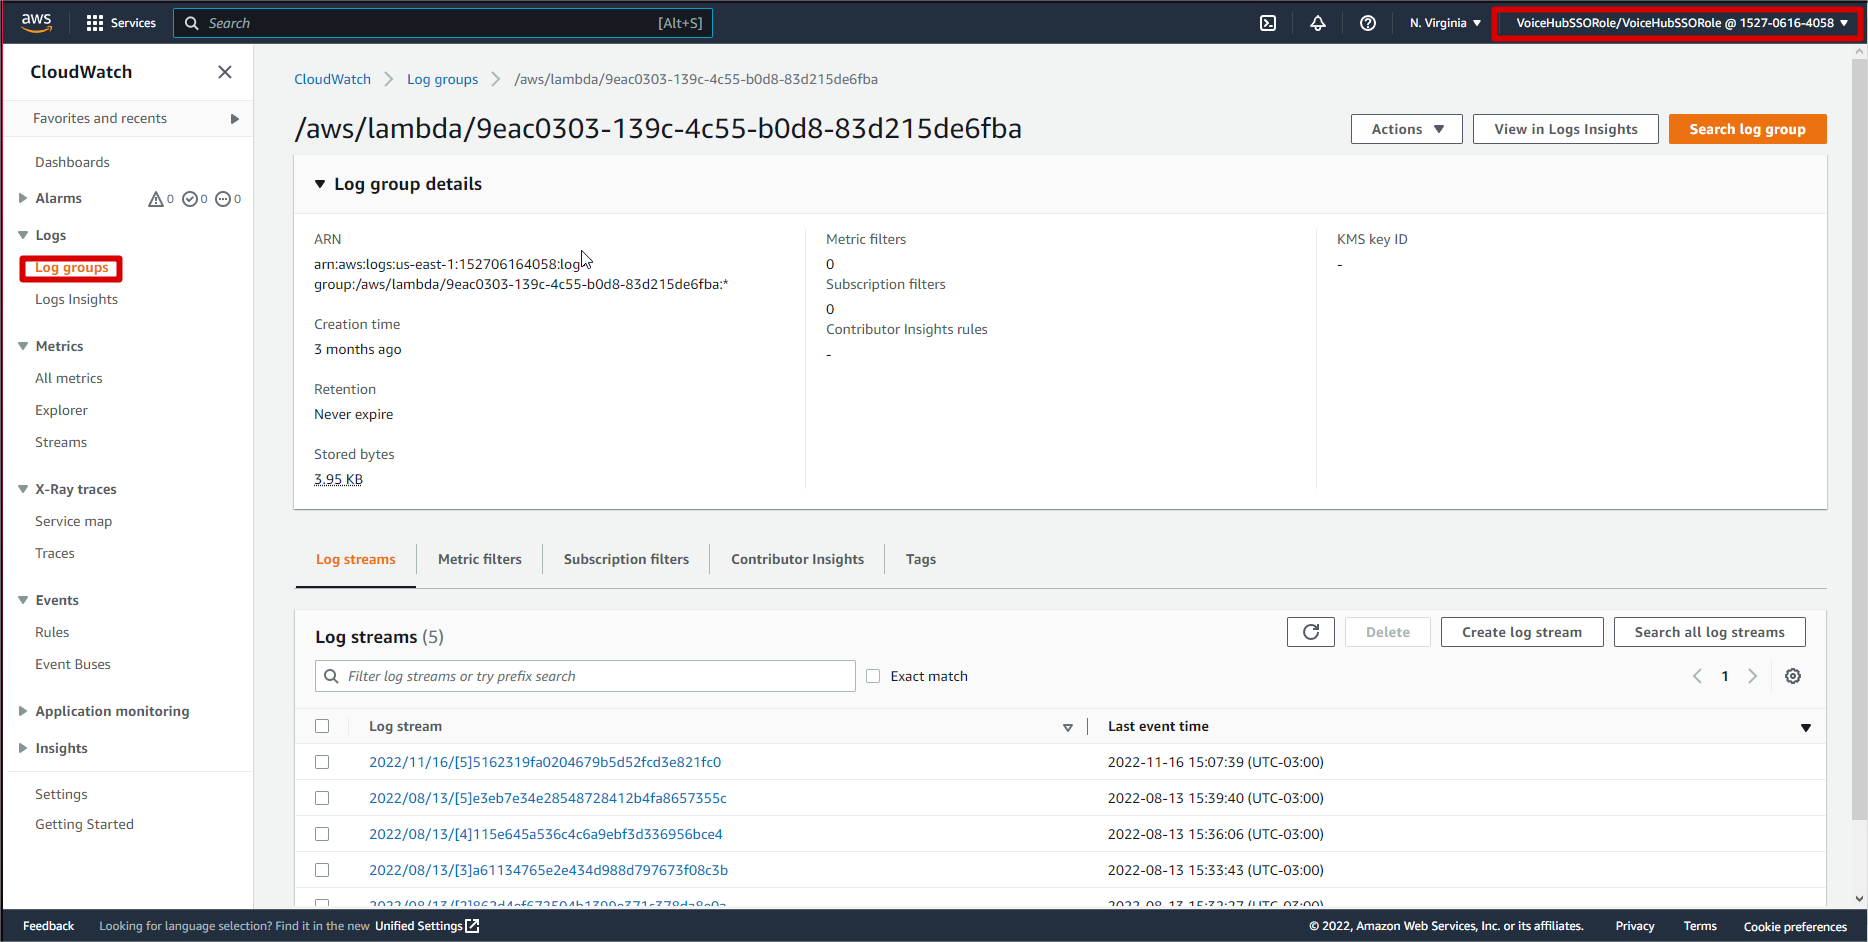 aws
Services
Search
[Alt+S]
N. Virginia
VoiceHubSSORole/VoiceHubSSORole @ 1527-0616-4058
CloudWatch
Favorites and recents
Dashboards
Alarms
0
0
0
Logs
Log groups
Logs Insights
Metrics
All metrics
Explorer
Streams
X-Ray traces
Service map
Traces
Events
Rules
Event Buses
Application monitoring
Insights
Settings
Getting Started
CloudWatch
Log groups
/aws/lambda/9eac0303-139c-4c55-b0d8-83d215de6fba
/aws/lambda/9eac0303-139c-4c55-b0d8-83d215de6fba
Actions
View in Logs Insights
Search log group
Log group details
ARN
arn:aws:logs:us-east-1:152706164058:log
group:/aws/lambda/9eac0303-139c-4c55-b0d8-83d215de6fba:*
Creation time
3 months ago
Retention
Never expire
Stored bytes
3.95 KB
Metric filters
0
Subscription filters
0
Contributor Insights rules
-
KMS key ID
-
Log streams
Metric filters
Subscription filters
Contributor Insights
Tags
Log streams (5)
Delete
Create log stream
Search all log streams
Filter log streams or try prefix search
Exact match
1
Log stream
Last event time
2022/11/16/[5]5162319fa0204679b5d52fcd3e821fc0
2022-11-16 15:07:39 (UTC-03:00)
2022/08/13/[5]e3eb7e34e28548728412b4fa8657355c
2022-08-13 15:39:40 (UTC-03:00)
2022/08/13/[4]115e645a536c4c6a9ebf3d336956bce4
2022-08-13 15:36:06 (UTC-03:00)
2022/08/13/[3]a61134765e2e434d988d797673f08c3b
2022-08-13 15:33:43 (UTC-03:00)
2022-08-13 15:32:27 (UTC-03:00)
Feedback
Looking for language selection? Find it in the new Unified Settings
© 2022, Amazon Web Services, Inc. or its affiliates.
Privacy
Terms
Cookie preferences